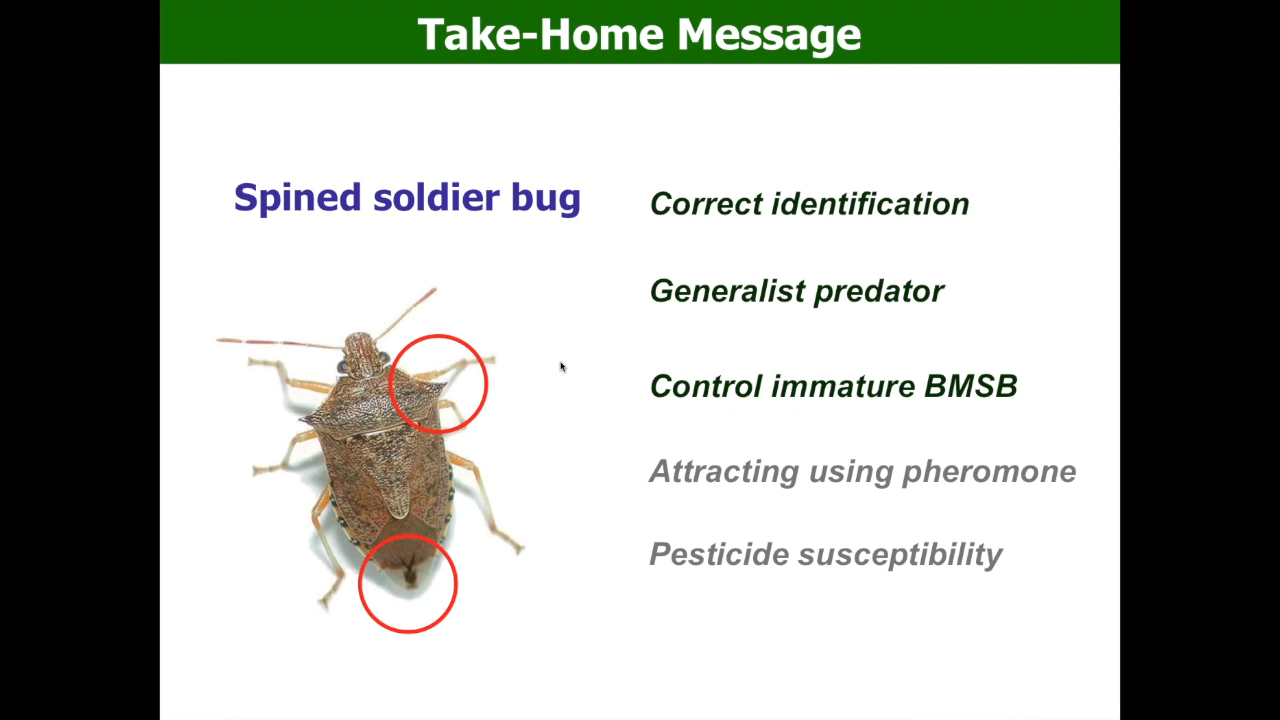 Take-Home Message
Spined soldier bug
Correct identification
Generalist predator
Control immature BMSB
Attracting using pheromone
Pesticide susceptibility